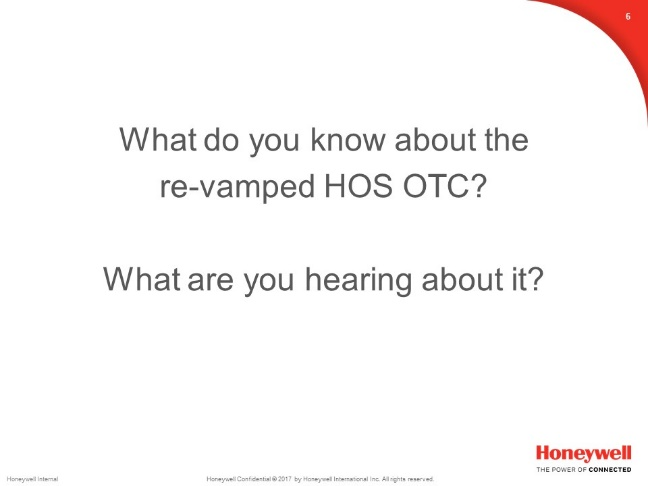 6
What do you know about the
re-vamped HOS OTC?
What are you hearing about it?
Honeywell
THE POWER OF CONNECTED
Honeywell Internal
Honeywell Confidential © 2017 by Honeywell International Inc. All rights reserved.